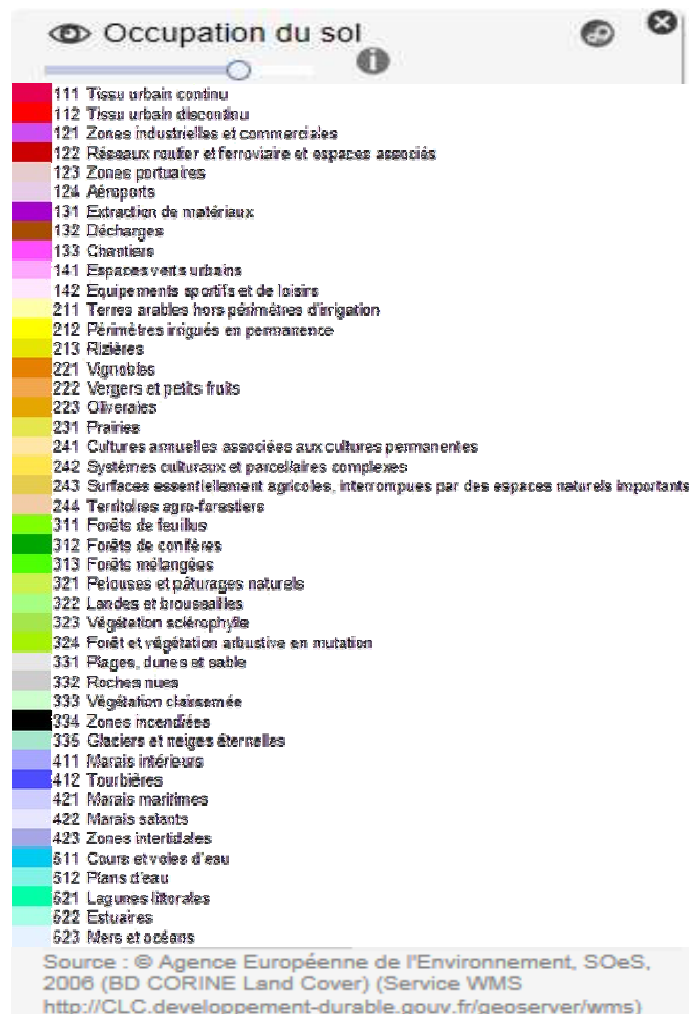 Occupation du sol
111 Tissu urbain continu
112 Tissu urbain discontinu
121 Zones industrielles et commerciales
122 Réseaux routier et ferroviaire et espaces associés
123 Zones portuaires
124 Aéroports
131 Extraction de matériaux
132 Décharges
133 Chantiers
141 Espaces verts urbains
142 Equipements sportifs et de loisirs
211 Terres arables hors périmètres d'irrigation
212 Périmètres irrigués en permanence
213 Rizières
221 Vignobles
222 Vergers et petits fruits
223 Oliveraies
231 Prairies
241 Cultures annuelles associées aux cultures permanentes
242 Systèmes culturaux et parcellaires complexes
243 Surfaces essentiellement agricoles, interrompues par des espaces naturels importants
244 Territoires agro-forestiers
311 Forêts de feuillus
312 Forêts de conifères
313 Forêts mélangées
321 Pelouses et pâturages naturels
322 Landes et broussailles
323 Végétation sclérophylle
324 Forêt et végétation arbustive en mutation
331 Plages, dunes et sable
332 Roches nues
333 Végétation clairsemée
334 Zones incendiées
335 Glaciers et neiges éternelles
411 Marais intérieurs
412 Tourbières
421 Marais maritimes
422 Marais salants
423 Zones intertidales
511 Cours et voies d'eau
512 Plans d'eau
521 Lagunes littorales
522 Estuaires
523 Mers et océans
Source : © Agence Européenne de l'Environnement, SOeS,
2006 (BD CORINE Land Cover) (Service WMS
http://CLC.developpement-durable.gouv.fr/geoserver/wms)